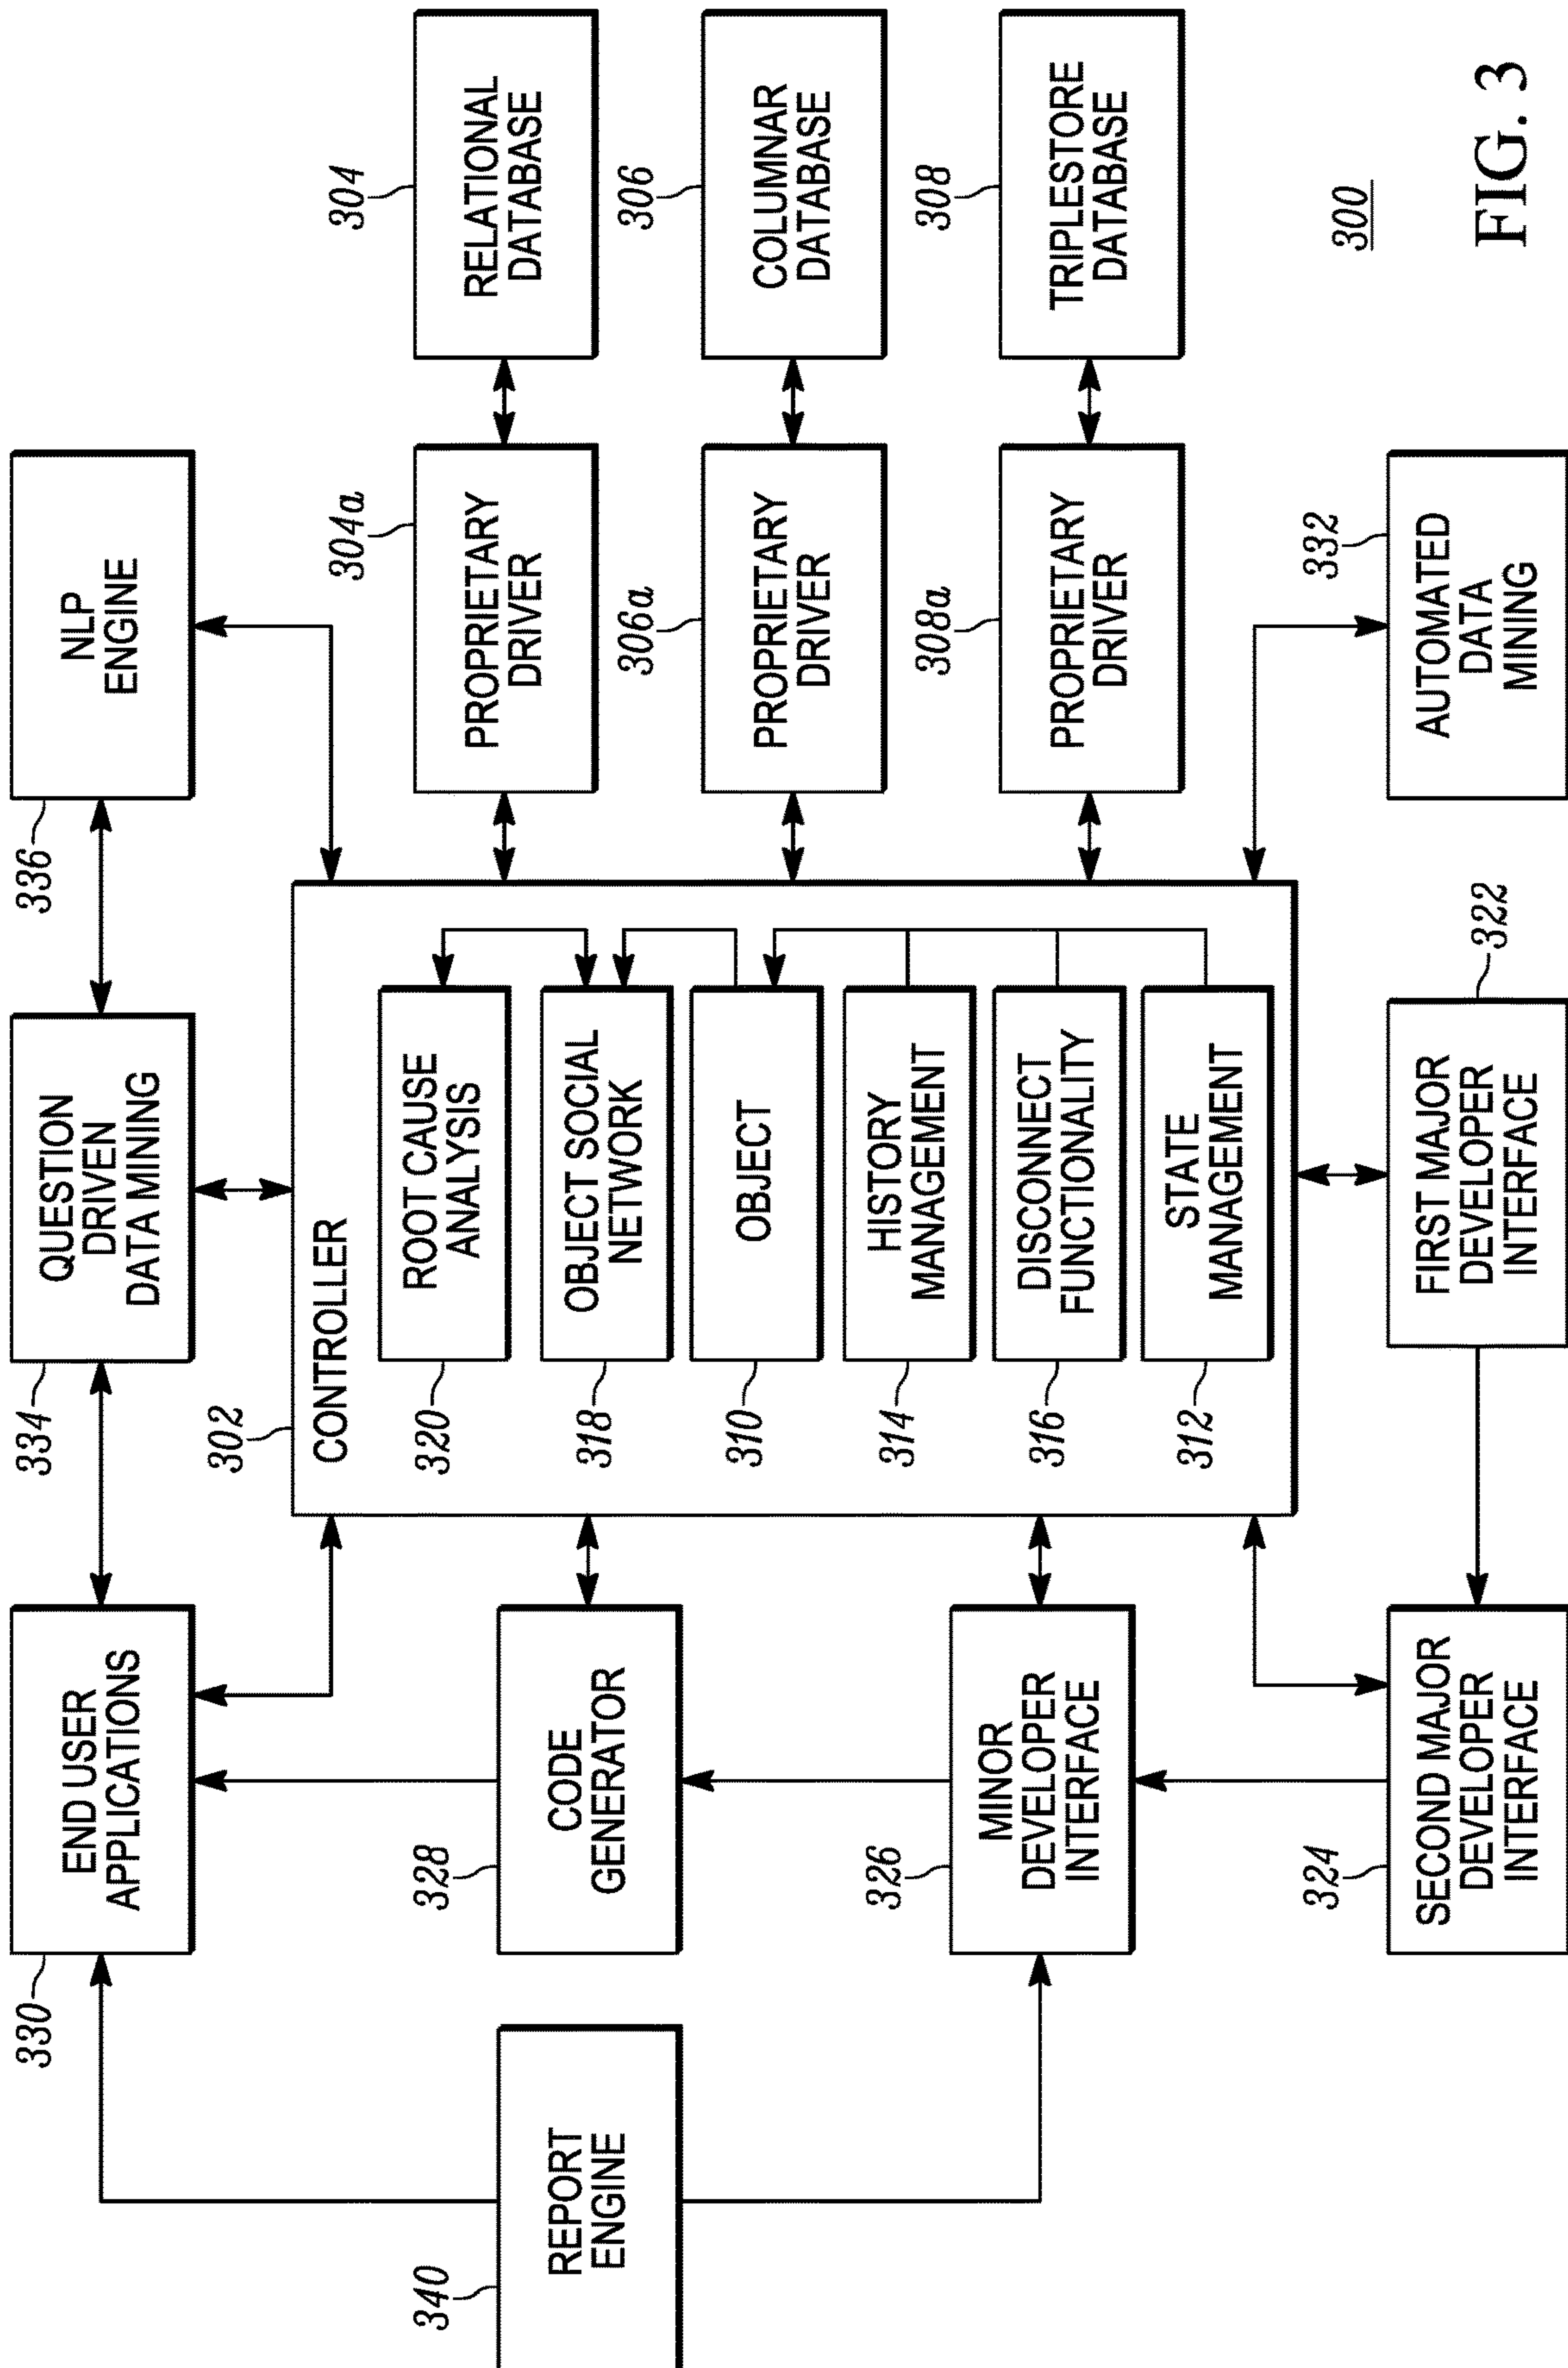 330
END USER
APPLICATIONS
334
QUESTION
DRIVEN
DATA MINING
336
NLP
ENGINE
302
CONTROLLER
340
REPORT
ENGINE
328
CODE
GENERATOR
320
ROOT CAUSE
ANALYSIS
318
OBJECT SOCIAL
NETWORK
310
OBJECT
314
HISTORY
MANAGEMENT
316
DISCONNECT
FUNCTIONALITY
312
STATE
MANAGEMENT
304a
PROPRIETARY
DRIVER
304
RELATIONAL
DATABASE
306a
PROPRIETARY
DRIVER
306
COLUMNAR
DATABASE
308a
PROPRIETARY
DRIVER
308
TRIPLESTORE
DATABASE
326
MINOR
DEVELOPER
INTERFACE
324
SECOND MAJOR
DEVELOPER
INTERFACE
322
FIRST MAJOR
DEVELOPER
INTERFACE
332
AUTOMATED
DATA
MINING
300
FIG. 3